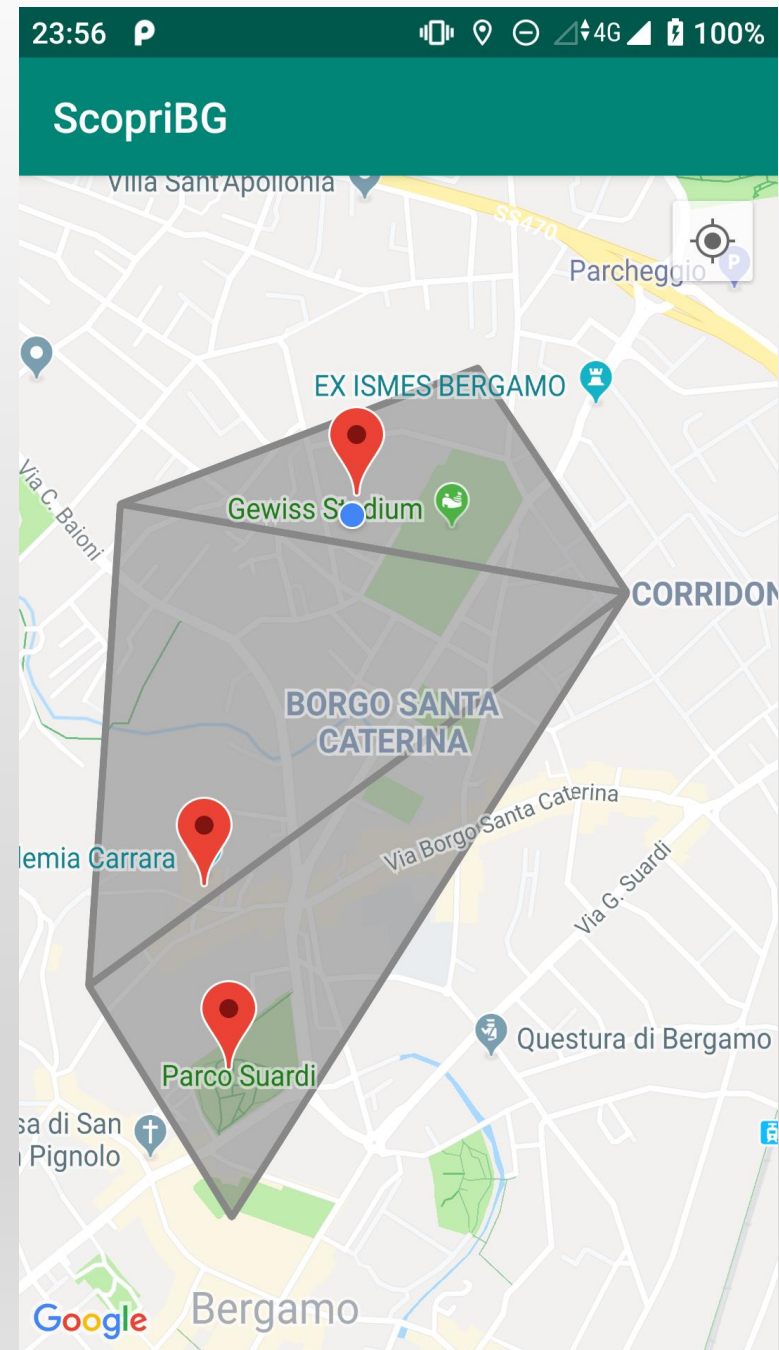 23:56
4G 100%
ScopriBG
Villa Sant'Apollonia
SS470
Parcheggio
P
EX ISMES BERGAMO
Via C. Baioni
Gewiss Stadium
CORRIDON
BORGO SANTA
CATERINA
Via Borgo Santa Caterina
lemia Carrara
Via G. Suardi
Questura di Bergamo
Parco Suardi
sa di San
Pignolo
Bergamo
Google